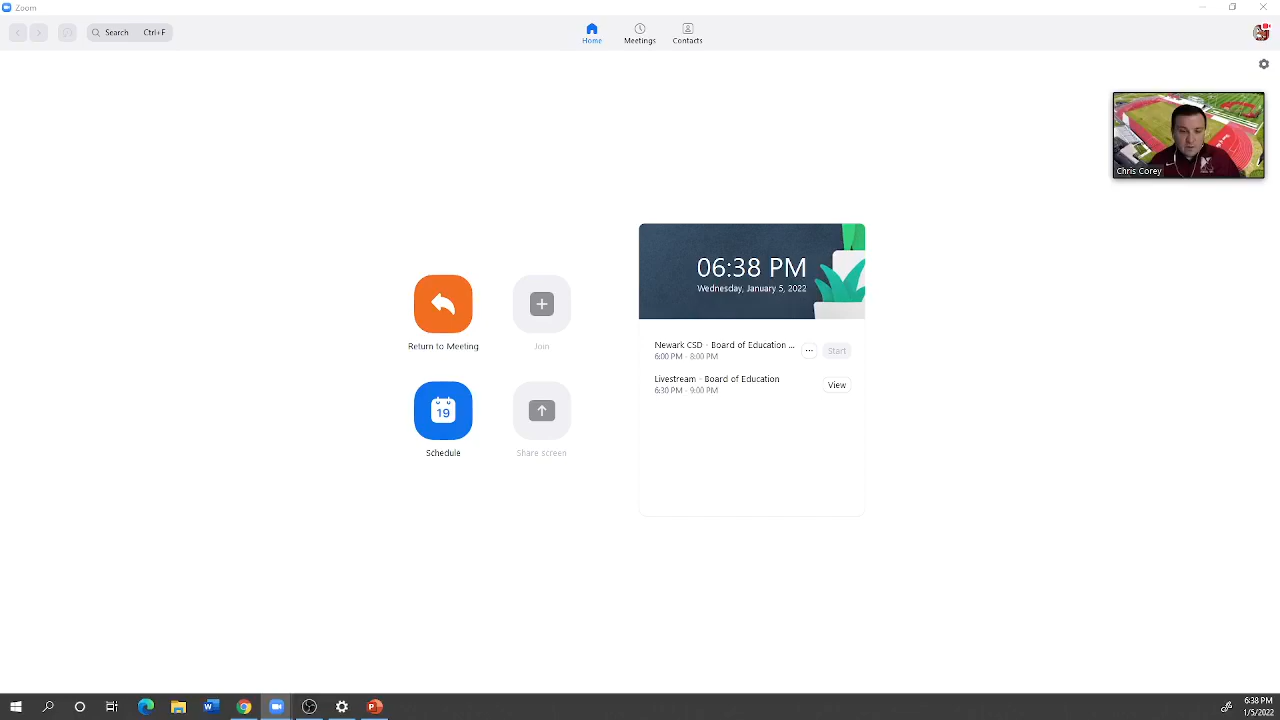 Zoom
Search Ctrl+F
Home
Meetings
Contacts
Chris Corey
06:38 PM
Wednesday, January 5, 2022
Return to Meeting
Join
Newark CSD - Board of Education ...
6:00 PM - 8:00 PM
Start
Livestream - Board of Education
6:30 PM - 9:00 PM
View
19
Schedule
Share screen
6:38 PM
1/5/2022